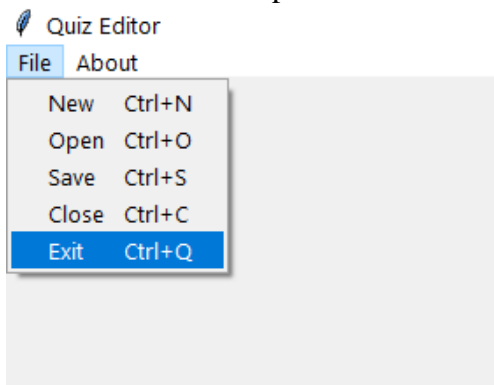 Quiz Editor
File About
New Ctrl+N
Open Ctrl+O
Save Ctrl+S
Close Ctrl+C
Exit Ctrl+Q